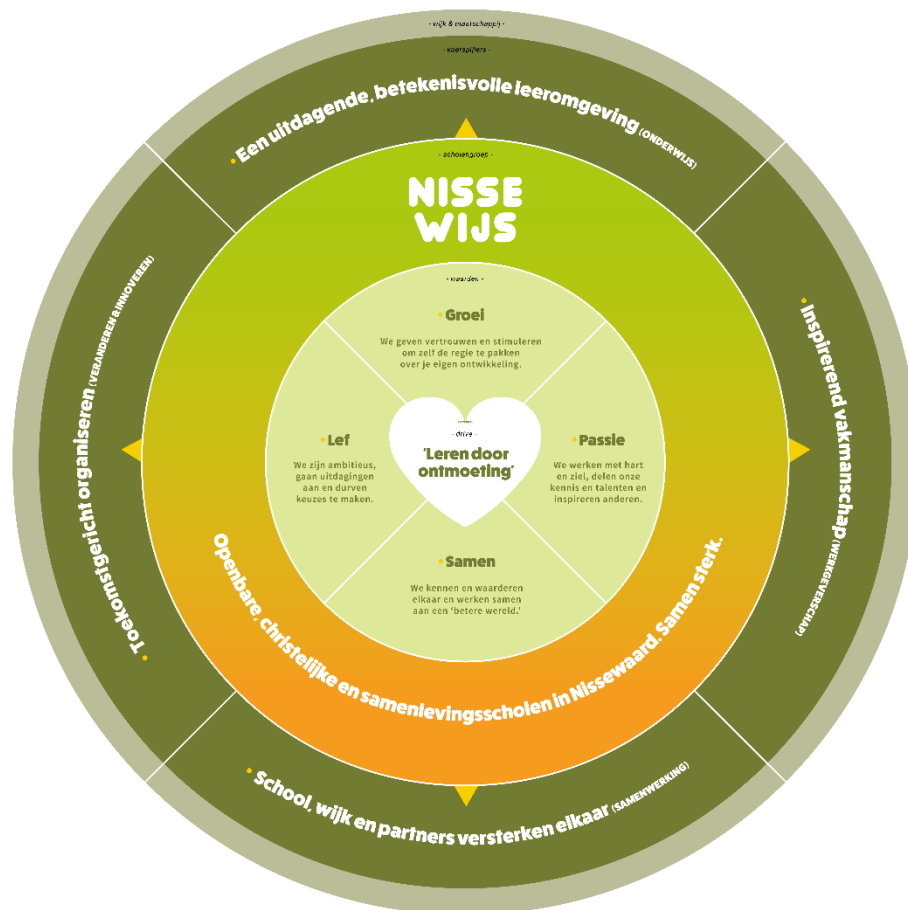 - wijk & maatschappij -
- koerspijlers -
• Een uitdagende, betekenisvolle leeromgeving (ONDERWIJS)
- scholengroep -
NISSE
WIJS
- waarden -
• Groei
We geven vertrouwen en stimuleren
om zelf de regie te pakken
over je eigen ontwikkeling.
• Lef
We zijn ambitieus,
gaan uitdagingen
aan en durven
keuzes te maken.
- drive -
'Leren door
ontmoeting'
• Passie
We werken met hart
en ziel, delen onze
kennis en talenten en
inspireren anderen.
• Samen
We kennen en waarderen
elkaar en werken samen
aan een ‘betere wereld.’
Openbare, christelijke en samenlevingsscholen in Nissewaard. Samen sterk.
• Inspirerend vakmanschap (WERKGEVERSCHAP)
• School, wijk en partners versterken elkaar (SAMENWERKING)
• Toekomstgericht organiseren (VERANDEREN & INNOVEREN)